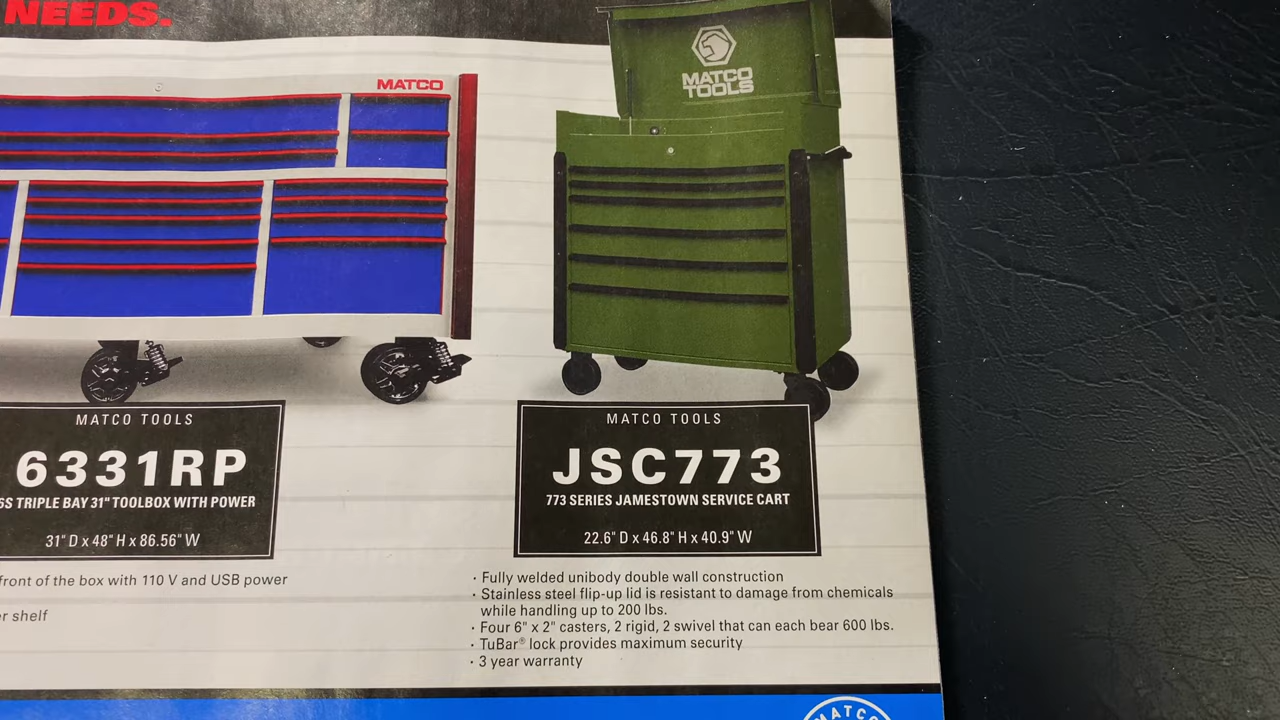 NEEDS.
MATCO
MATCO
TOOLS
MATCO TOOLS
6331RP
6S TRIPLE BAY 31" TOOLBOX WITH POWER
31" D x 48" H x 86.56" W
front of the box with 110 V and USB power
shelf
MATCO TOOLS
JSC773
773 SERIES JAMESTOWN SERVICE CART
22.6" D x 46.8" H x 40.9" W
· Fully welded unibody double wall construction
· Stainless steel flip-up lid is resistant to damage from chemicals
while handling up to 200 lbs.
· Four 6" x 2" casters, 2 rigid, 2 swivel that can each bear 600 lbs.
· TuBar® lock provides maximum security
· 3 year warranty
MATCO